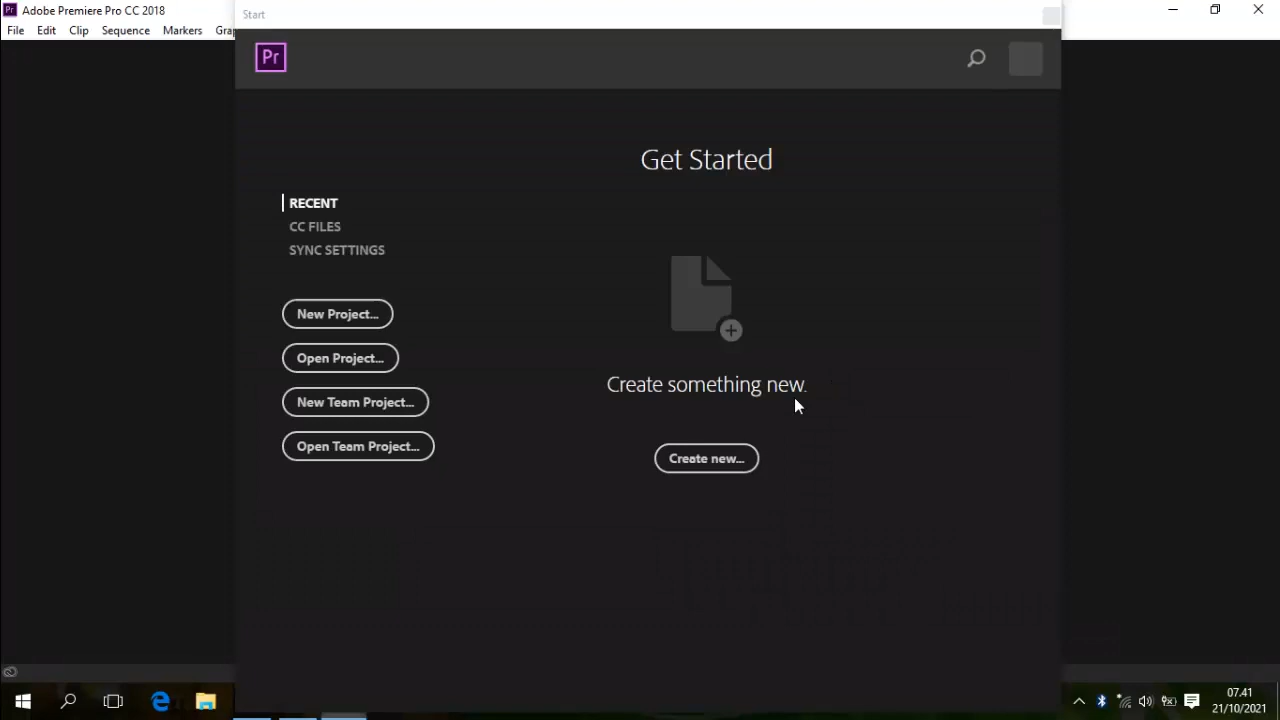 Adobe Premiere Pro CC 2018
Start
File Edit Clip Sequence Markers
Pr
Get Started
RECENT
CC FILES
SYNC SETTINGS
New Project...
Open Project...
New Team Project...
Open Team Project...
Create something new.
Create new...
07.41
21/10/2021